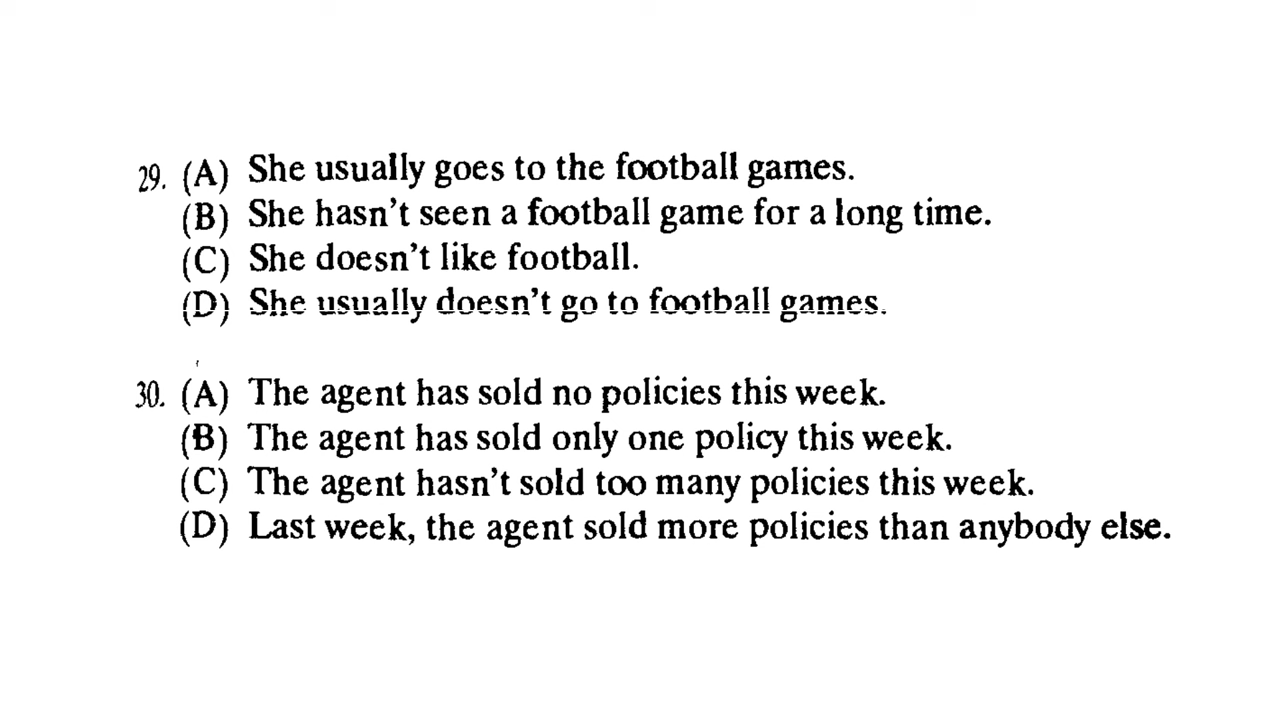 29. (A) She usually goes to the football games.
(B) She hasn't seen a football game for a long time.
(C) She doesn't like football.
(D) She usually doesn't go to football games.
30. (A) The agent has sold no policies this week.
(B) The agent has sold only one policy this week.
(C) The agent hasn't sold too many policies this week.
(D) Last week, the agent sold more policies than anybody else.